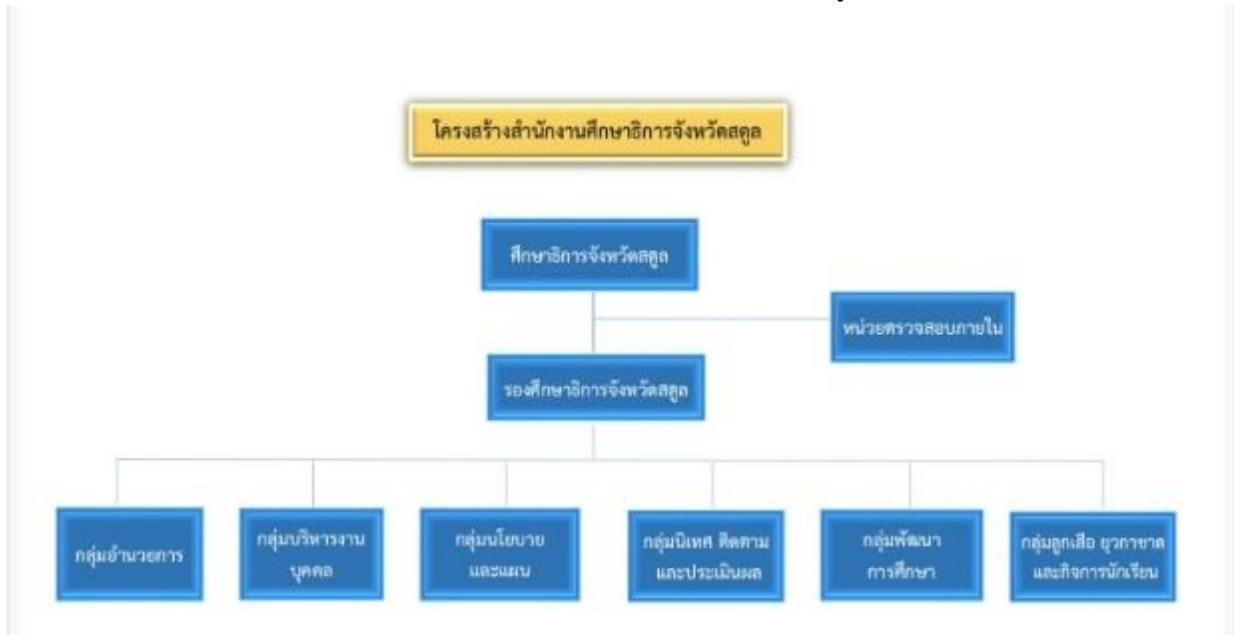 โครงสร้างสำนักงานศึกษาธิการจังหวัดสตูล
ศึกษาธิการจังหวัดสตูล
หน่วยตรวจสอบภายใน
รองศึกษาธิการจังหวัดสตูล
กลุ่มอำนวยการ
กลุ่มบริหารงาน
บุคคล
กลุ่มนโยบาย
และแผน
กลุ่มนิเทศ ติดตาม
และประเมินผล
กลุ่มพัฒนา
การศึกษา
กลุ่มลูกเสือ ยุวกาชาด
และกิจการนักเรียน